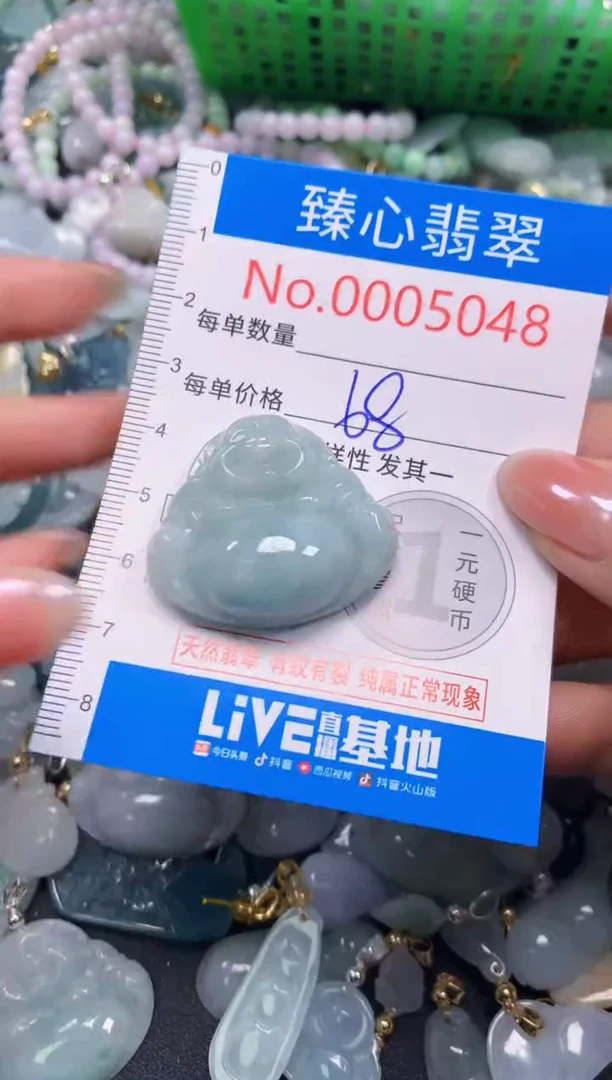 0
臻心翡翠
1
No.0005048
2
每单数量
3
每单价格 68
4
样性 发其一
5
1
一元硬币
6
天然翡翠 有纹有裂 纯属正常现象
7
LiVE直播基地
8
今日头条 抖音 西瓜视频 抖音火山版